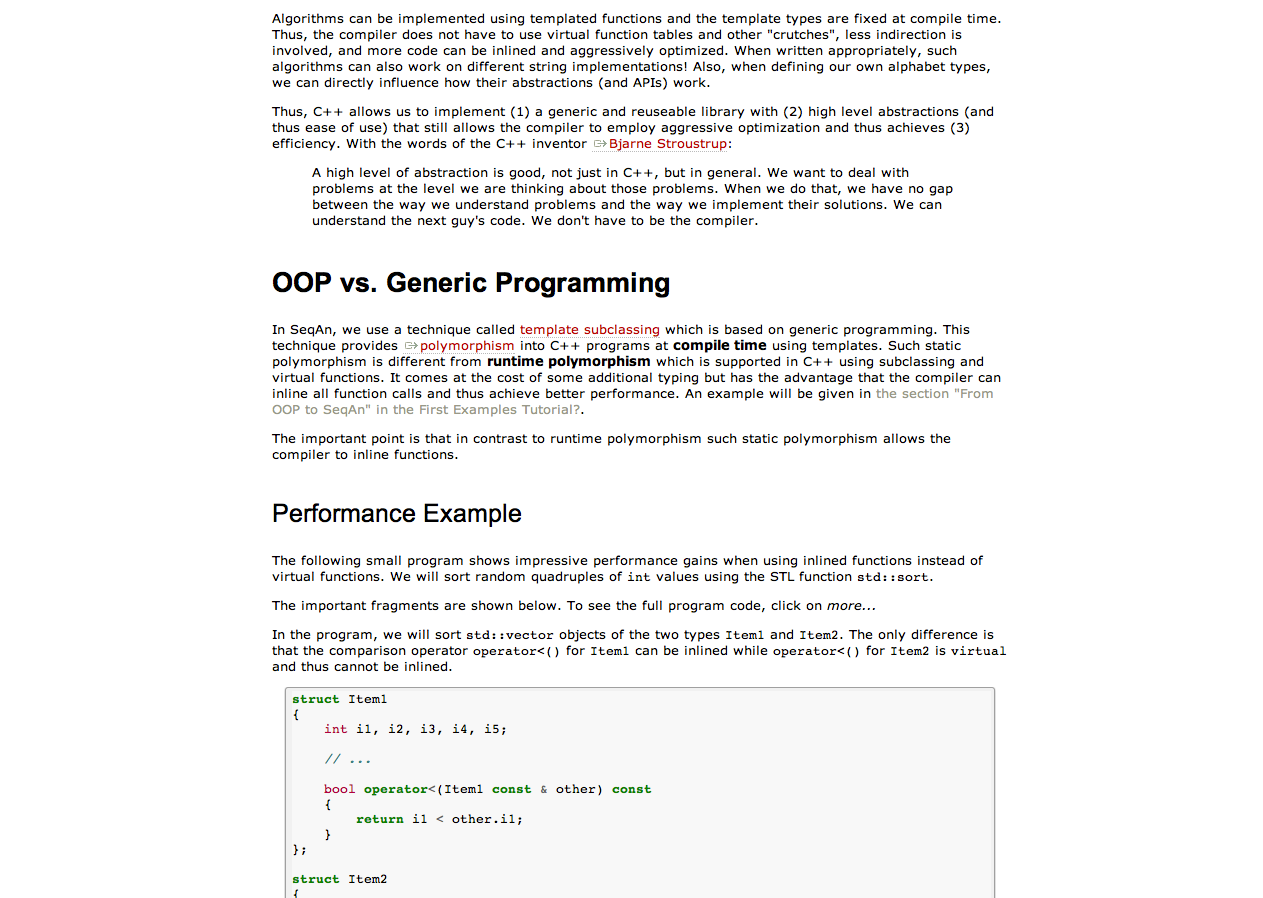 Algorithms can be implemented using templated functions and the template types are fixed at compile time.
Thus, the compiler does not have to use virtual function tables and other "crutches", less indirection is
involved, and more code can be inlined and aggressively optimized. When written appropriately, such
algorithms can also work on different string implementations! Also, when defining our own alphabet types,
we can directly influence how their abstractions (and APIs) work.
Thus, C++ allows us to implement (1) a generic and reuseable library with (2) high level abstractions (and
thus ease of use) that still allows the compiler to employ aggressive optimization and thus achieves (3)
efficiency. With the words of the C++ inventor Bjarne Stroustrup:
A high level of abstraction is good, not just in C++, but in general. We want to deal with
problems at the level we are thinking about those problems. When we do that, we have no gap
between the way we understand problems and the way we implement their solutions. We can
understand the next guy's code. We don't have to be the compiler.
OOP vs. Generic Programming
In SeqAn, we use a technique called template subclassing which is based on generic programming. This
technique provides polymorphism into C++ programs at compile time using templates. Such static
polymorphism is different from runtime polymorphism which is supported in C++ using subclassing and
virtual functions. It comes at the cost of some additional typing but has the advantage that the compiler can
inline all function calls and thus achieve better performance. An example will be given in the section "From
OOP to SeqAn" in the First Examples Tutorial?.
The important point is that in contrast to runtime polymorphism such static polymorphism allows the
compiler to inline functions.
Performance Example
The following small program shows impressive performance gains when using inlined functions instead of
virtual functions. We will sort random quadruples of int values using the STL function std::sort.
The important fragments are shown below. To see the full program code, click on more...
In the program, we will sort std::vector objects of the two types Item1 and Item2. The only difference is
that the comparison operator operator<() for Item1 can be inlined while operator<() for Item2 is virtual
and thus cannot be inlined.
struct Item1
{
int i1, i2, i3, i4, i5;
// ...
bool operator<(Item1 const & other) const
{
return i1 < other.i1;
}
};
struct Item2
{